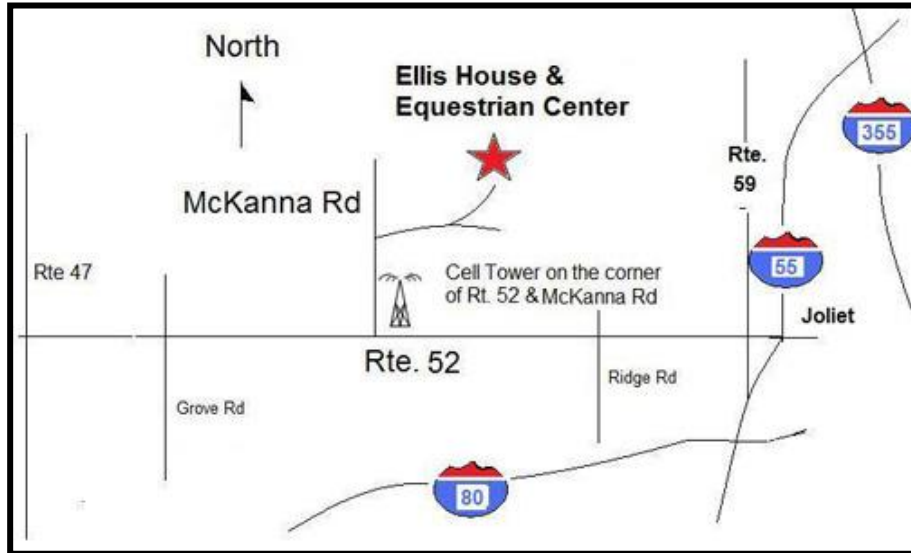 North
Ellis House &
Equestrian Center
355
Rte.
59
McKanna Rd
55
Rte 47
Cell Tower on the corner
of Rt. 52 & McKanna Rd
Joliet
Rte. 52
Ridge Rd
Grove Rd
80